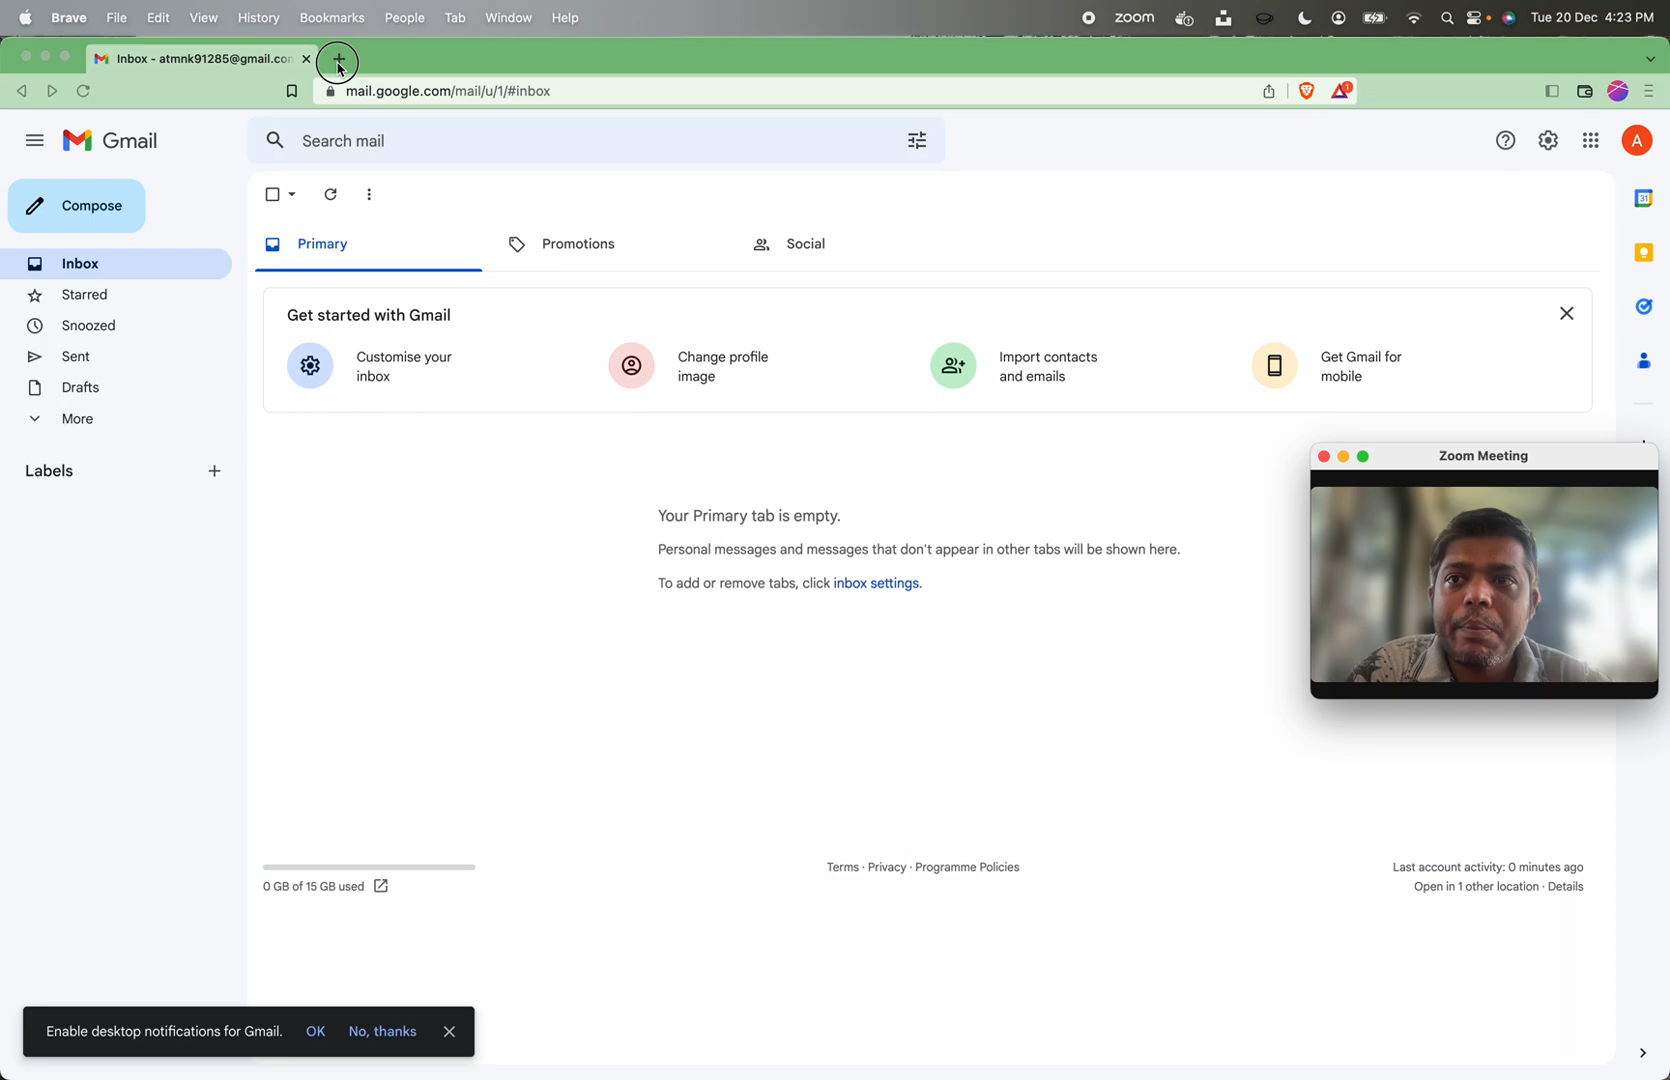 Brave File Edit View History Bookmarks People Tab Window Help zoom Tue 20 Dec 4:23 PM
Inbox - atmnk91285@gmail.con
mail.google.com/mail/u/1/#inbox 1
Gmail Search mail A
Compose
31
Primary Promotions Social
Inbox
Starred
Snoozed
Sent
Drafts
More
Labels
Get started with Gmail
Customise your
inbox
Change profile
image
Import contacts
and emails
Get Gmail for
mobile
Zoom Meeting
Your Primary tab is empty.
Personal messages and messages that don't appear in other tabs will be shown here.
To add or remove tabs, click inbox settings.
0 GB of 15 GB used
Terms · Privacy · Programme Policies
Last account activity: 0 minutes ago
Open in 1 other location · Details
Enable desktop notifications for Gmail. OK No, thanks